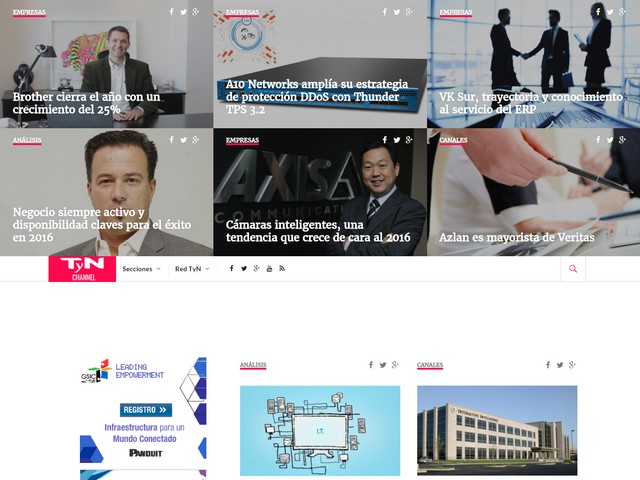 EMPRESAS
Brother cierra el año con un
crecimiento del 25%
EMPRESAS
A10 Networks amplía su estrategia
de protección DDoS con Thunder
TPS 3.2
EMPRESAS
VK Sur, trayectoria y conocimiento
al servicio del ERP
ANÁLISIS
Negocio siempre activo y
disponibilidad claves para el éxito
en 2016
EMPRESAS
AXIS
COMMUNICATIONS
Cámaras inteligentes, una
tendencia que crece de cara al 2016
CANALES
Azlan es mayorista de Veritas
TyN
CHANNEL
Secciones
Red TyN
GSIC
LEADING
EMPOWERMENT
REGISTRO
Infraestructura para un
Mundo Conectado
PANDUIT
ANÁLISIS
I.T.
CANALES